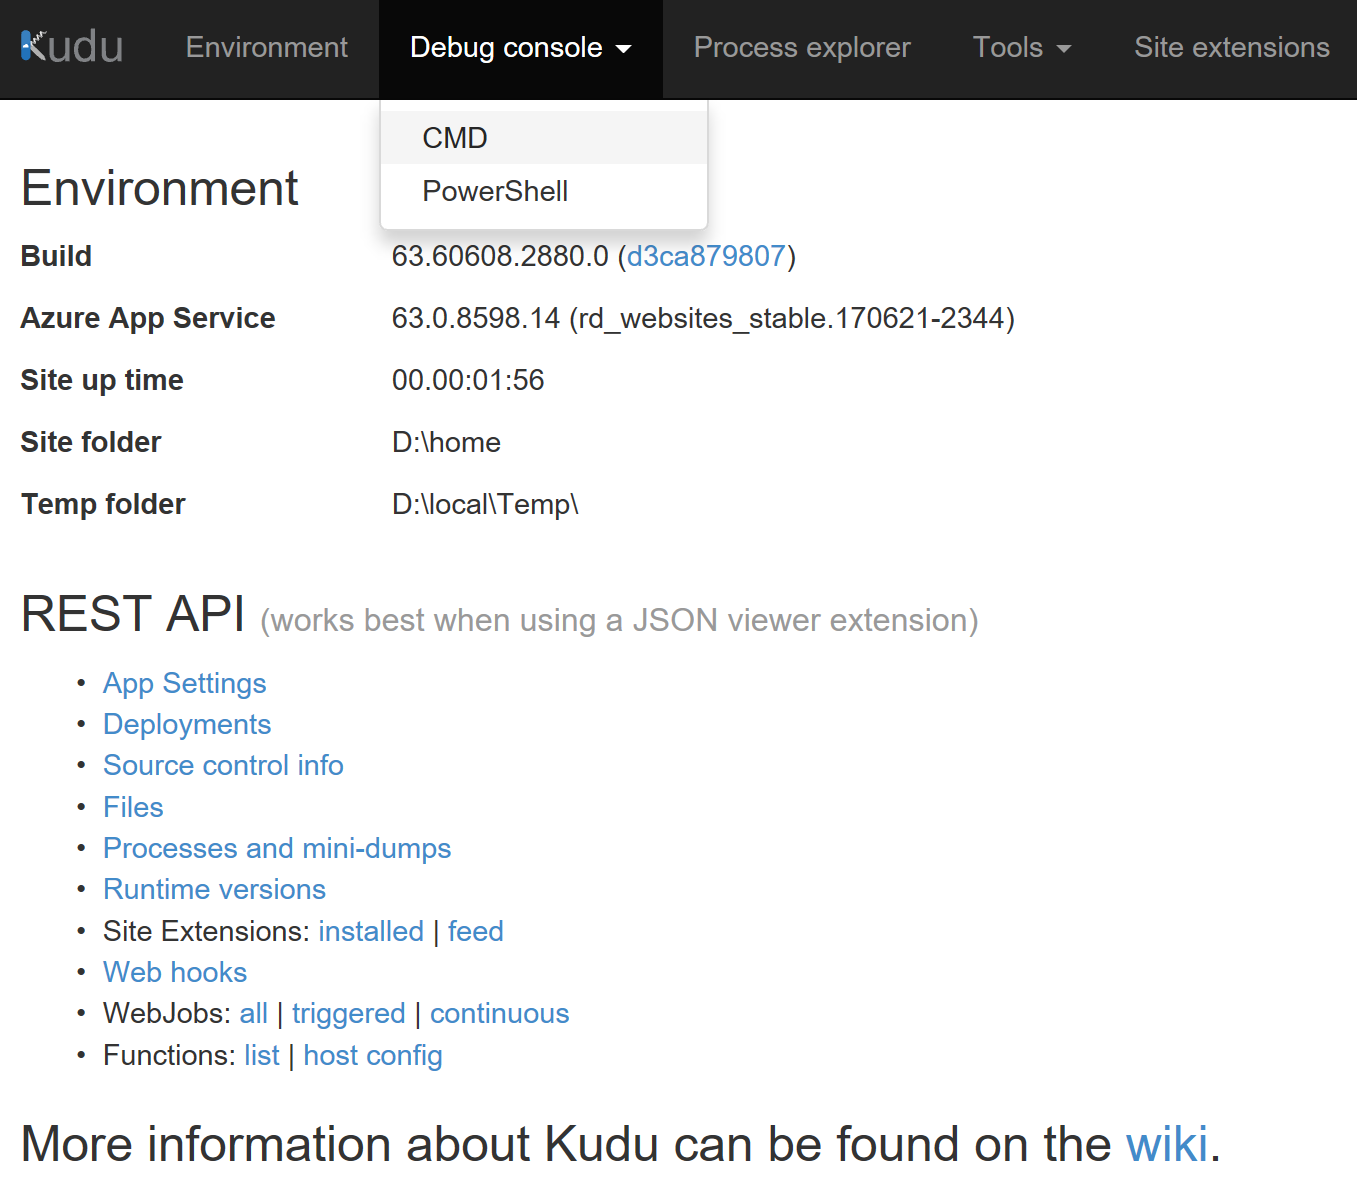 Kudu Environment Debug console Process explorer Tools Site extensions
CMD
PowerShell
Environment
Build 63.60608.2880.0 (d3ca879807)
Azure App Service 63.0.8598.14 (rd_websites_stable.170621-2344)
Site up time 00.00:01:56
Site folder D:\home
Temp folder D:\local\Temp\
REST API (works best when using a JSON viewer extension)
• App Settings
• Deployments
• Source control info
• Files
• Processes and mini-dumps
• Runtime versions
• Site Extensions: installed | feed
• Web hooks
• WebJobs: all | triggered | continuous
• Functions: list | host config
More information about Kudu can be found on the wiki.